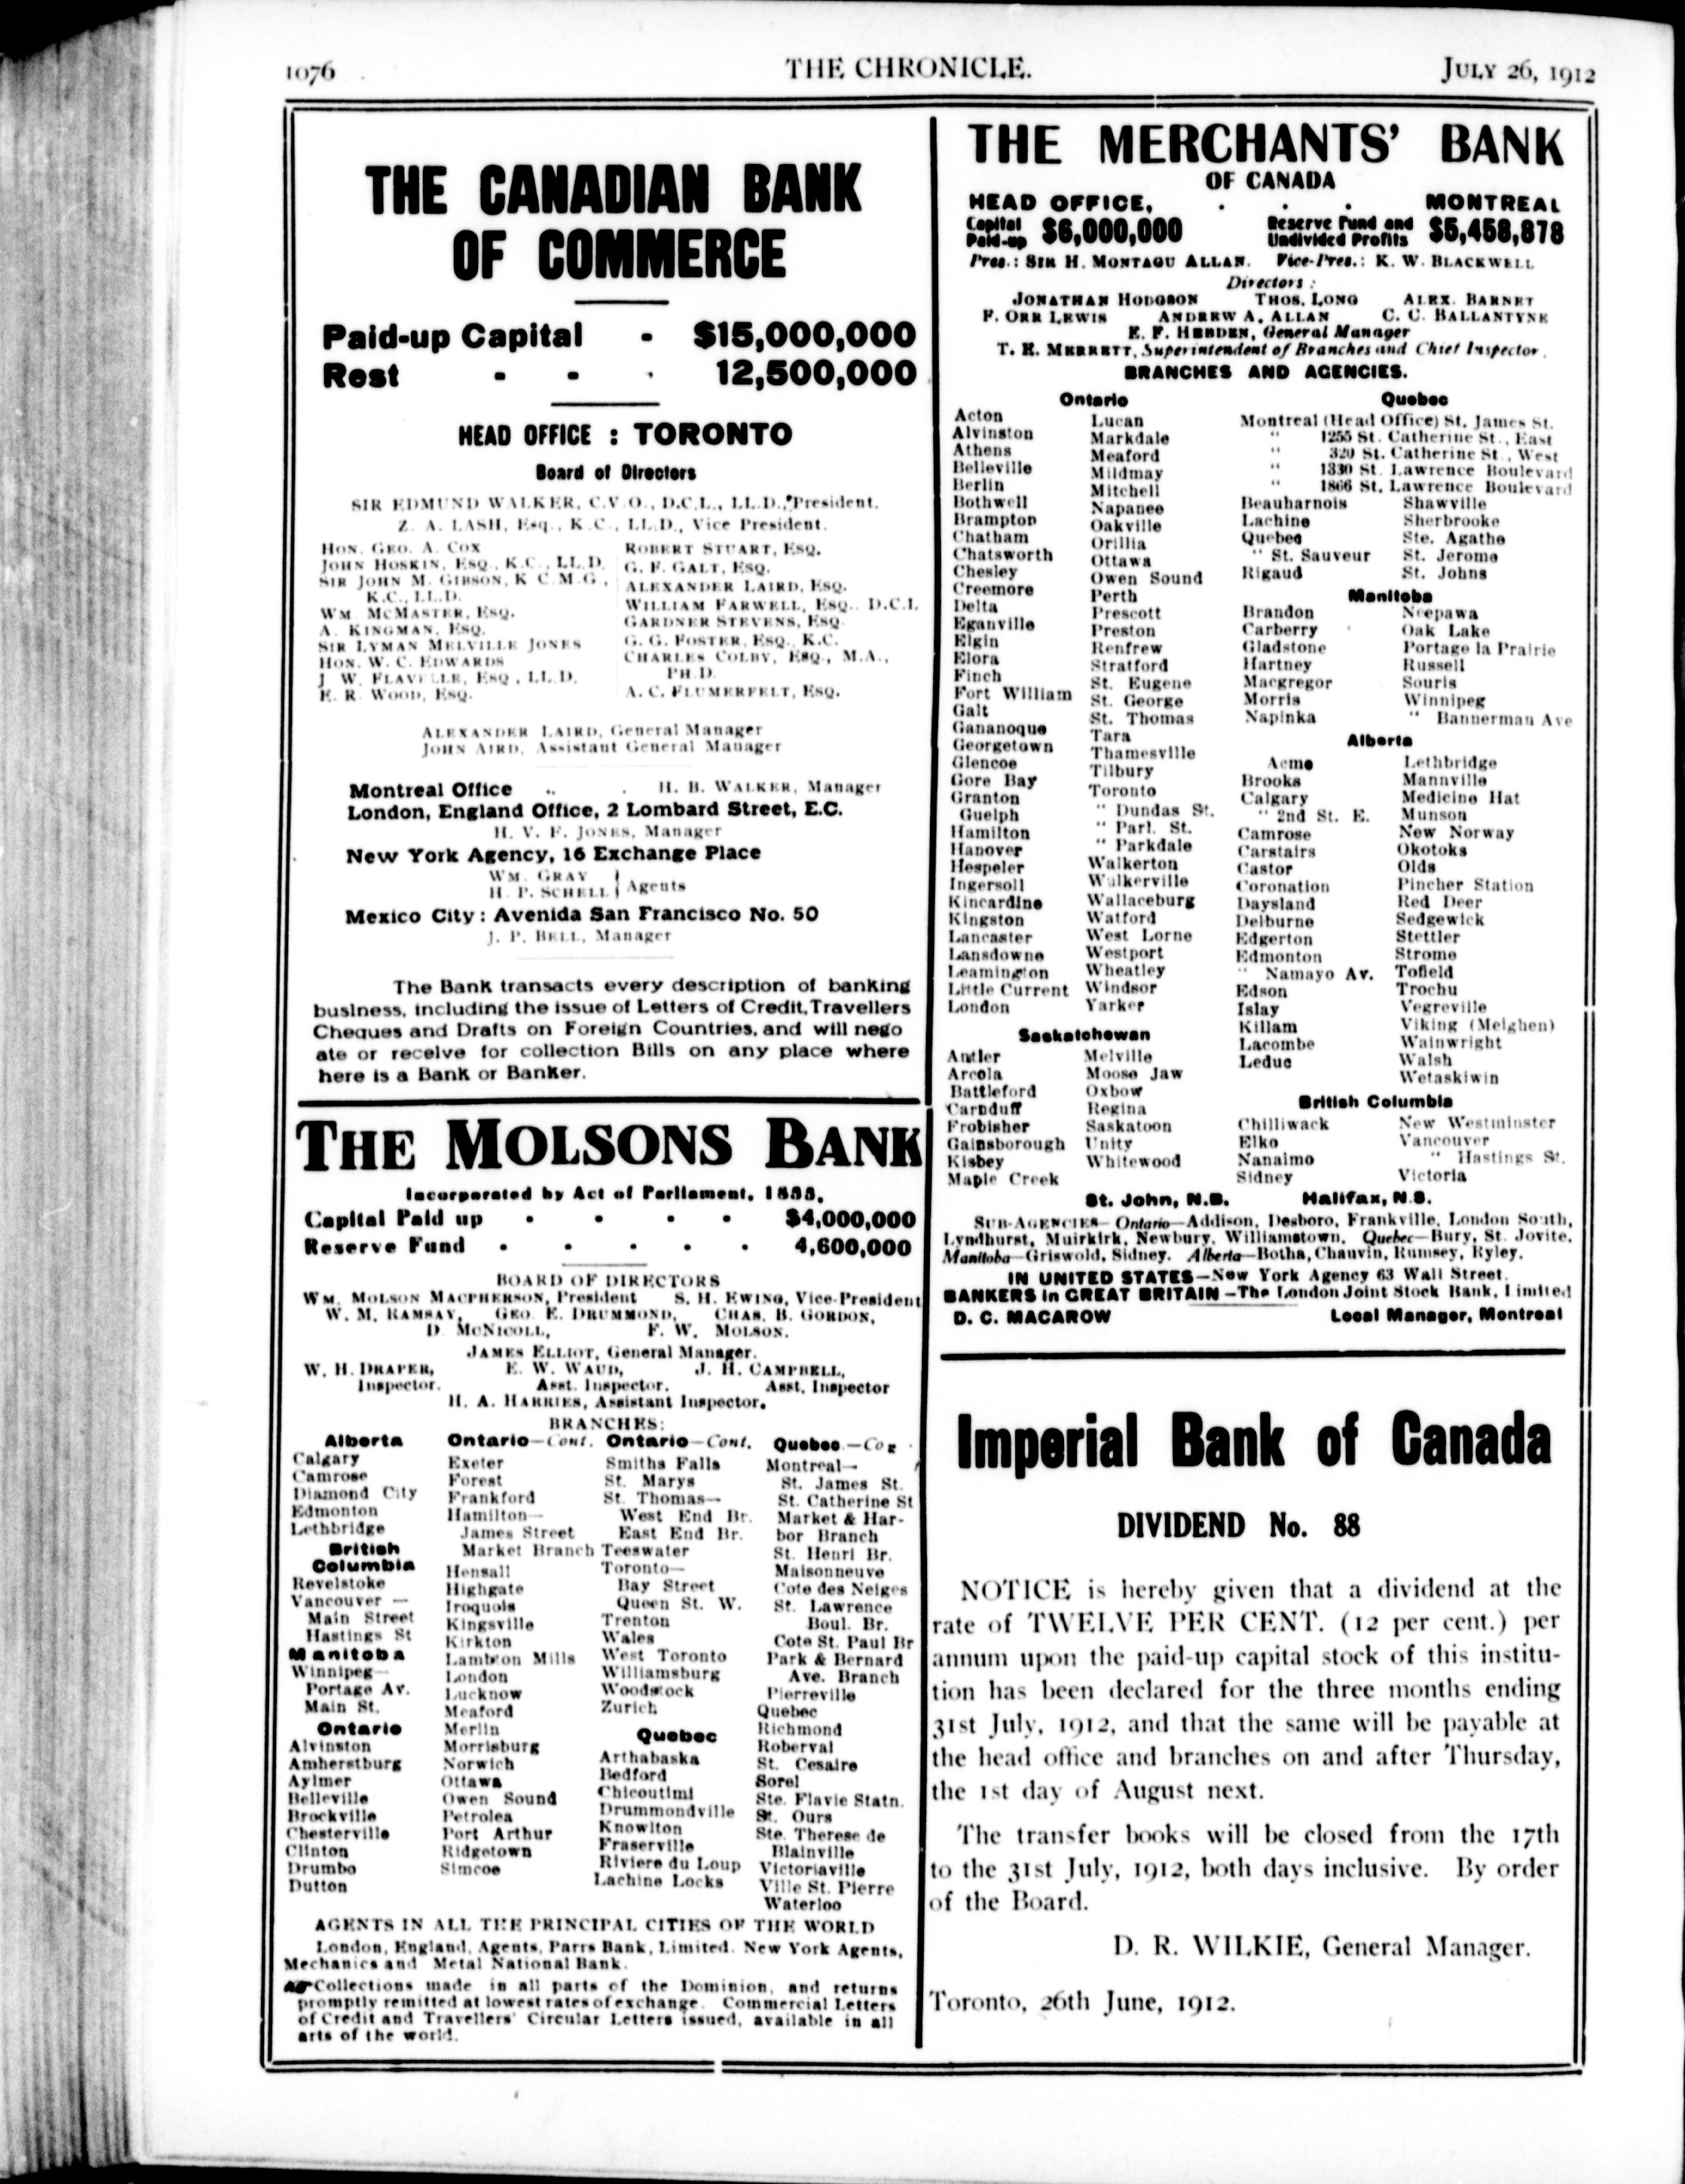 1076 THE CHRONICLE. JULY 26, 1912
THE CANADIAN BANK
OF COMMERCE
Paid-up Capital - $15,000,000
Rest - - - 12,500,000
HEAD OFFICE : TORONTO
Board of Directors
SIR EDMUND WALKER, C.V.O., D.C.L., LL.D., President.
Z. A. LASH, Esq., K.C., LL.D., Vice President.
HON. GEO. A. COX
JOHN HOSKIN, ESQ., K.C., LL.D.
SIR JOHN M. GIBSON, K.C.M.G.,
K.C., LL.D.
WM. MCMASTER, ESQ.
A. KINGMAN, ESQ.
SIR LYMAN MELVILLE JONES
HON. W. C. EDWARDS
J. W. FLAVELLE, ESQ., LL.D.
E. R. WOOD, ESQ.
ROBERT STUART, ESQ.
G. F. GALT, ESQ.
ALEXANDER LAIRD, ESQ.
WILLIAM FARWELL, ESQ., D.C.L.
GARDNER STEVENS, ESQ.
G. G. FOSTER, ESQ., K.C.
CHARLES COLBY, ESQ., M.A.,
PH.D.
A. C. FLUMERFELT, ESQ.
ALEXANDER LAIRD, General Manager
JOHN AIRD, Assistant General Manager
Montreal Office .. . H. B. WALKER, Manager
London, England Office, 2 Lombard Street, E.C.
H. V. F. JONES, Manager
New York Agency, 16 Exchange Place
WM. GRAY
H. P. SCHELL } Agents
Mexico City: Avenida San Francisco No. 50
J. P. BELL, Manager
The Bank transacts every description of banking
business, including the issue of Letters of Credit, Travellers
Cheques and Drafts on Foreign Countries, and will nego
ate or receive for collection Bills on any place where
here is a Bank or Banker.
THE MOLSONS BANK
Incorporated by Act of Parliament, 1855.
Capital Paid up - - - - $4,000,000
Reserve Fund - - - - - 4,600,000
BOARD OF DIRECTORS
WM. MOLSON MACPHERSON, President S. H. EWING, Vice-President
W. M. RAMSAY, GEO. E. DRUMMOND, CHAS. B. GORDON,
D. MCNICOLL, F. W. MOLSON.
JAMES ELLIOT, General Manager.
W. H. DRAPER, E. W. WAUD, J. H. CAMPBELL,
Inspector. Asst. Inspector. Asst. Inspector
H. A. HARRIES, Assistant Inspector.
BRANCHES:
Alberta
Calgary
Camrose
Diamond City
Edmonton
Lethbridge
British
Columbia
Revelstoke
Vancouver —
Main Street
Hastings St
Manitoba
Winnipeg—
Portage Av.
Main St.
Ontario
Alvinston
Amherstburg
Aylmer
Belleville
Brockville
Chesterville
Clinton
Drumbo
Dutton
Ontario—Cont.
Exeter
Forest
Frankford
Hamilton—
James Street
Market Branch
Hensall
Highgate
Iroquois
Kingsville
Kirkton
Lambton Mills
London
Lucknow
Meaford
Merlin
Morrisburg
Norwich
Ottawa
Owen Sound
Petrolea
Port Arthur
Ridgetown
Simcoe
Ontario—Cont.
Smiths Falls
St. Marys
St. Thomas—
West End Br.
East End Br.
Teeswater
Toronto—
Bay Street
Queen St. W.
Trenton
Wales
West Toronto
Williamsburg
Woodstock
Zurich
Quebec
Arthabaska
Bedford
Chicoutimi
Drummondville
Knowlton
Fraserville
Riviere du Loup
Lachine Locks
Quebec.—Co
Montreal—
St. James St.
St. Catherine St
Market & Har-
bor Branch
St. Henri Br.
Maisonneuve
Cote des Neiges
St. Lawrence
Boul. Br.
Cote St. Paul Br
Park & Bernard
Ave. Branch
Pierreville
Quebec
Richmond
Roberval
St. Cesaire
Sorel
Ste. Flavie Statn.
St. Ours
Ste. Therese de
Blainville
Victoriaville
Ville St. Pierre
Waterloo
AGENTS IN ALL THE PRINCIPAL CITIES OF THE WORLD
London, England, Agents, Parrs Bank, Limited. New York Agents,
Mechanics and Metal National Bank.
☛Collections made in all parts of the Dominion, and returns
promptly remitted at lowest rates of exchange. Commercial Letters
of Credit and Travellers' Circular Letters issued, available in all
arts of the world.
THE MERCHANTS' BANK
OF CANADA
HEAD OFFICE, . . . MONTREAL
Capital Paid-up $6,000,000 Reserve Fund and Undivided Profits $5,458,878
Pres.: SIR H. MONTAGU ALLAN. Vice-Pres.: K. W. BLACKWELL
Directors :
JONATHAN HODGSON THOS. LONG ALEX. BARNET
F. ORR LEWIS ANDREW A. ALLAN C. C. BALLANTYNE
E. F. HEBDEN, General Manager
T. E. MERRETT, Superintendent of Branches and Chief Inspector.
BRANCHES AND AGENCIES.
Ontario
Acton
Alvinston
Athens
Belleville
Berlin
Bothwell
Brampton
Chatham
Chatsworth
Chesley
Creemore
Delta
Eganville
Elgin
Elora
Finch
Fort William
Galt
Gananoque
Georgetown
Glencoe
Gore Bay
Granton
Guelph
Hamilton
Hanover
Hespeler
Ingersoll
Kincardine
Kingston
Lancaster
Lansdowne
Leamington
Little Current
London
Lucan
Markdale
Meaford
Mildmay
Mitchell
Napanee
Oakville
Orillia
Ottawa
Owen Sound
Perth
Prescott
Preston
Renfrew
Stratford
St. Eugene
St. George
St. Thomas
Tara
Thamesville
Tilbury
Toronto
" Dundas St.
" Parl. St.
" Parkdale
Walkerton
Walkerville
Wallaceburg
Watford
West Lorne
Westport
Wheatley
Windsor
Yarker
Saskatchewan
Antler
Arcola
Battleford
Carnduff
Frobisher
Gainsborough
Kisbey
Maple Creek
Melville
Moose Jaw
Oxbow
Regina
Saskatoon
Unity
Whitewood
Quebec
Montreal (Head Office) St. James St.
" 1255 St. Catherine St., East
" 320 St. Catherine St., West
" 1330 St. Lawrence Boulevard
" 1866 St. Lawrence Boulevard
Beauharnois
Lachine
Quebec
" St. Sauveur
Rigaud
Shawville
Sherbrooke
Ste. Agathe
St. Jerome
St. Johns
Manitoba
Brandon
Carberry
Gladstone
Hartney
Macgregor
Morris
Napinka
Neepawa
Oak Lake
Portage la Prairie
Russell
Souris
Winnipeg
" Bannerman Ave
Alberta
Acme
Brooks
Calgary
" 2nd St. E.
Camrose
Carstairs
Castor
Coronation
Daysland
Delburne
Edgerton
Edmonton
" Namayo Av.
Edson
Islay
Killam
Lacombe
Leduc
Lethbridge
Mannville
Medicine Hat
Munson
New Norway
Okotoks
Olds
Pincher Station
Red Deer
Sedgewick
Stettler
Strome
Tofield
Trochu
Vegreville
Viking (Meighen)
Wainwright
Walsh
Wetaskiwin
British Columbia
Chilliwack
Elko
Nanaimo
Sidney
New Westminster
Vancouver
" Hastings St.
Victoria
St. John, N.B. Halifax, N.S.
SUB-AGENCIES—Ontario—Addison, Desboro, Frankville, London South,
Lyndhurst, Muirkirk, Newbury, Williamstown. Quebec—Bury, St. Jovite.
Manitoba—Griswold, Sidney. Alberta—Botha, Chauvin, Rumsey, Ryley.
IN UNITED STATES—New York Agency 63 Wall Street.
BANKERS in GREAT BRITAIN—The London Joint Stock Bank, Limited
D. C. MACAROW Local Manager, Montreal
Imperial Bank of Canada
DIVIDEND No. 88
NOTICE is hereby given that a dividend at the
rate of TWELVE PER CENT. (12 per cent.) per
annum upon the paid-up capital stock of this institu-
tion has been declared for the three months ending
31st July, 1912, and that the same will be payable at
the head office and branches on and after Thursday,
the 1st day of August next.
The transfer books will be closed from the 17th
to the 31st July, 1912, both days inclusive. By order
of the Board.
D. R. WILKIE, General Manager.
Toronto, 26th June, 1912.